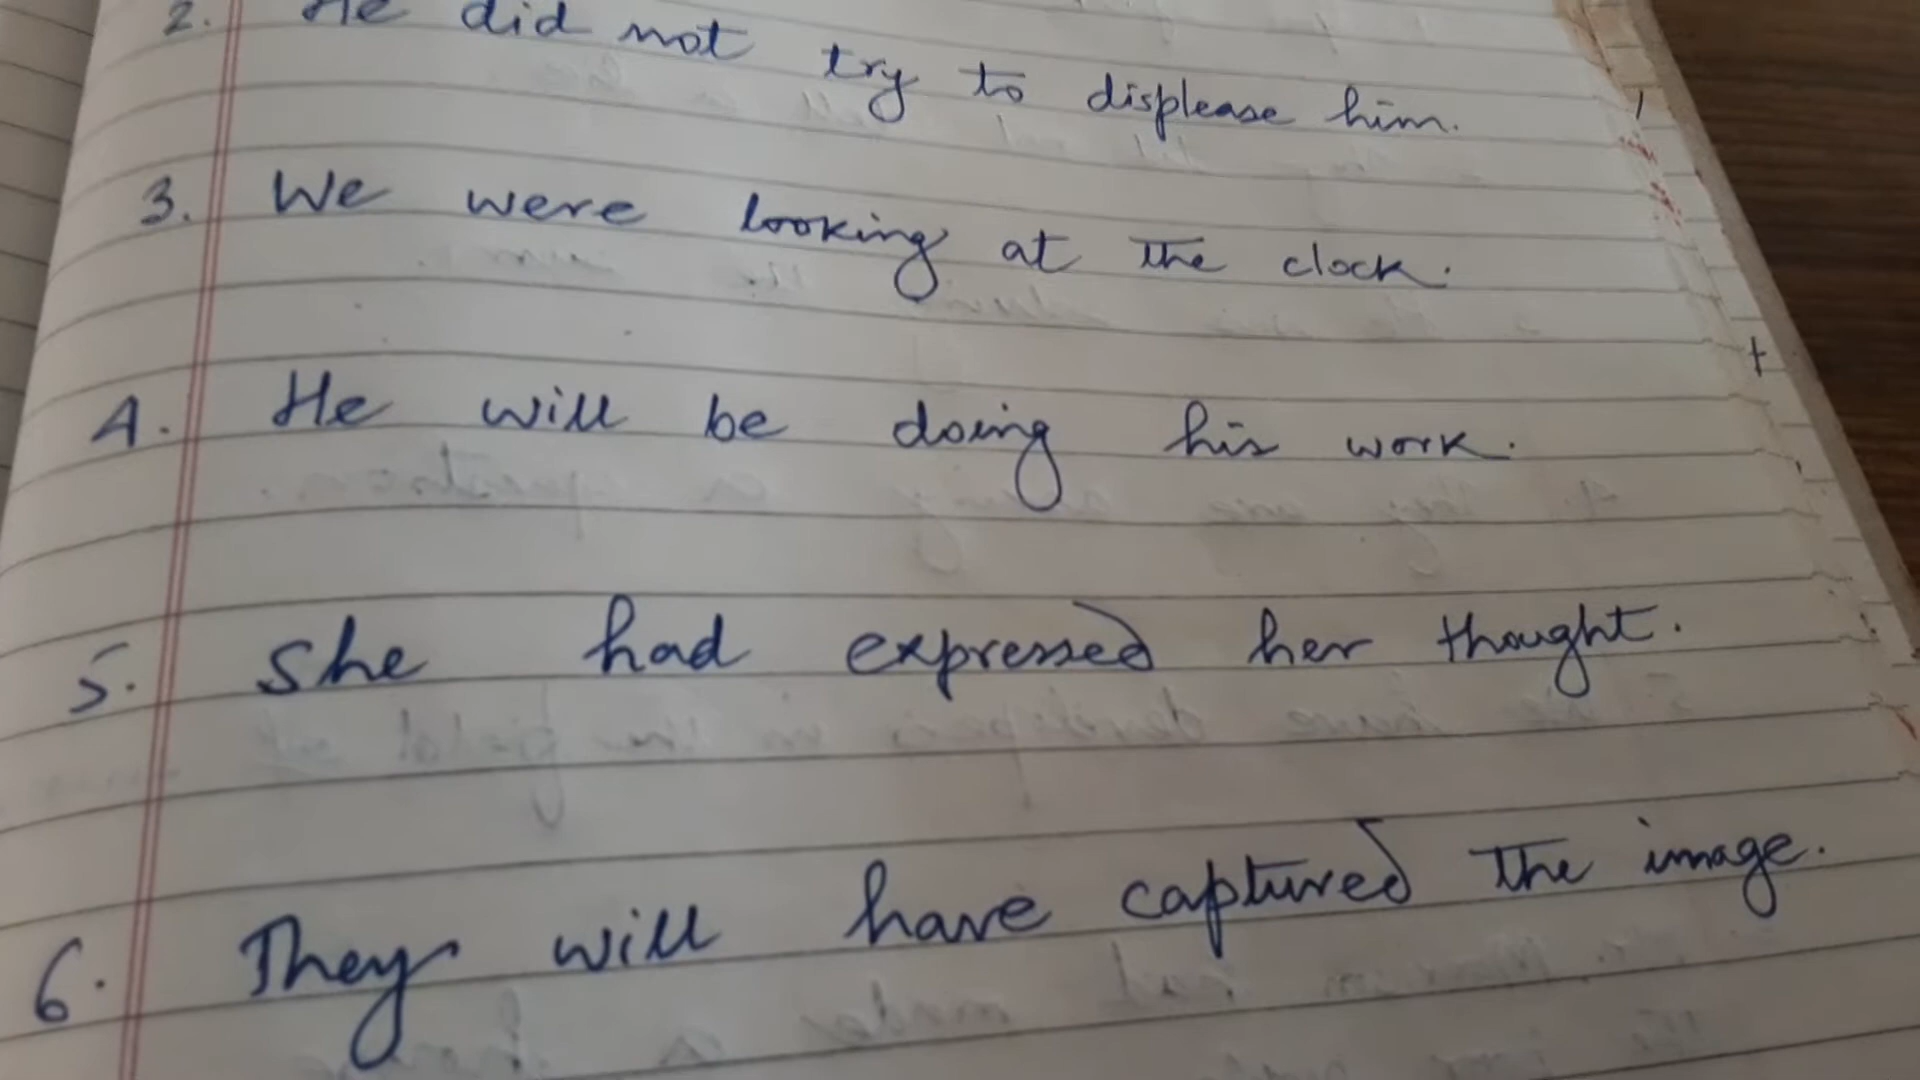 2. He did not try to displease him.
3. We were looking at the clock.
4. He will be doing his work.
5. She had expressed her thought.
6. They will have captured the image.